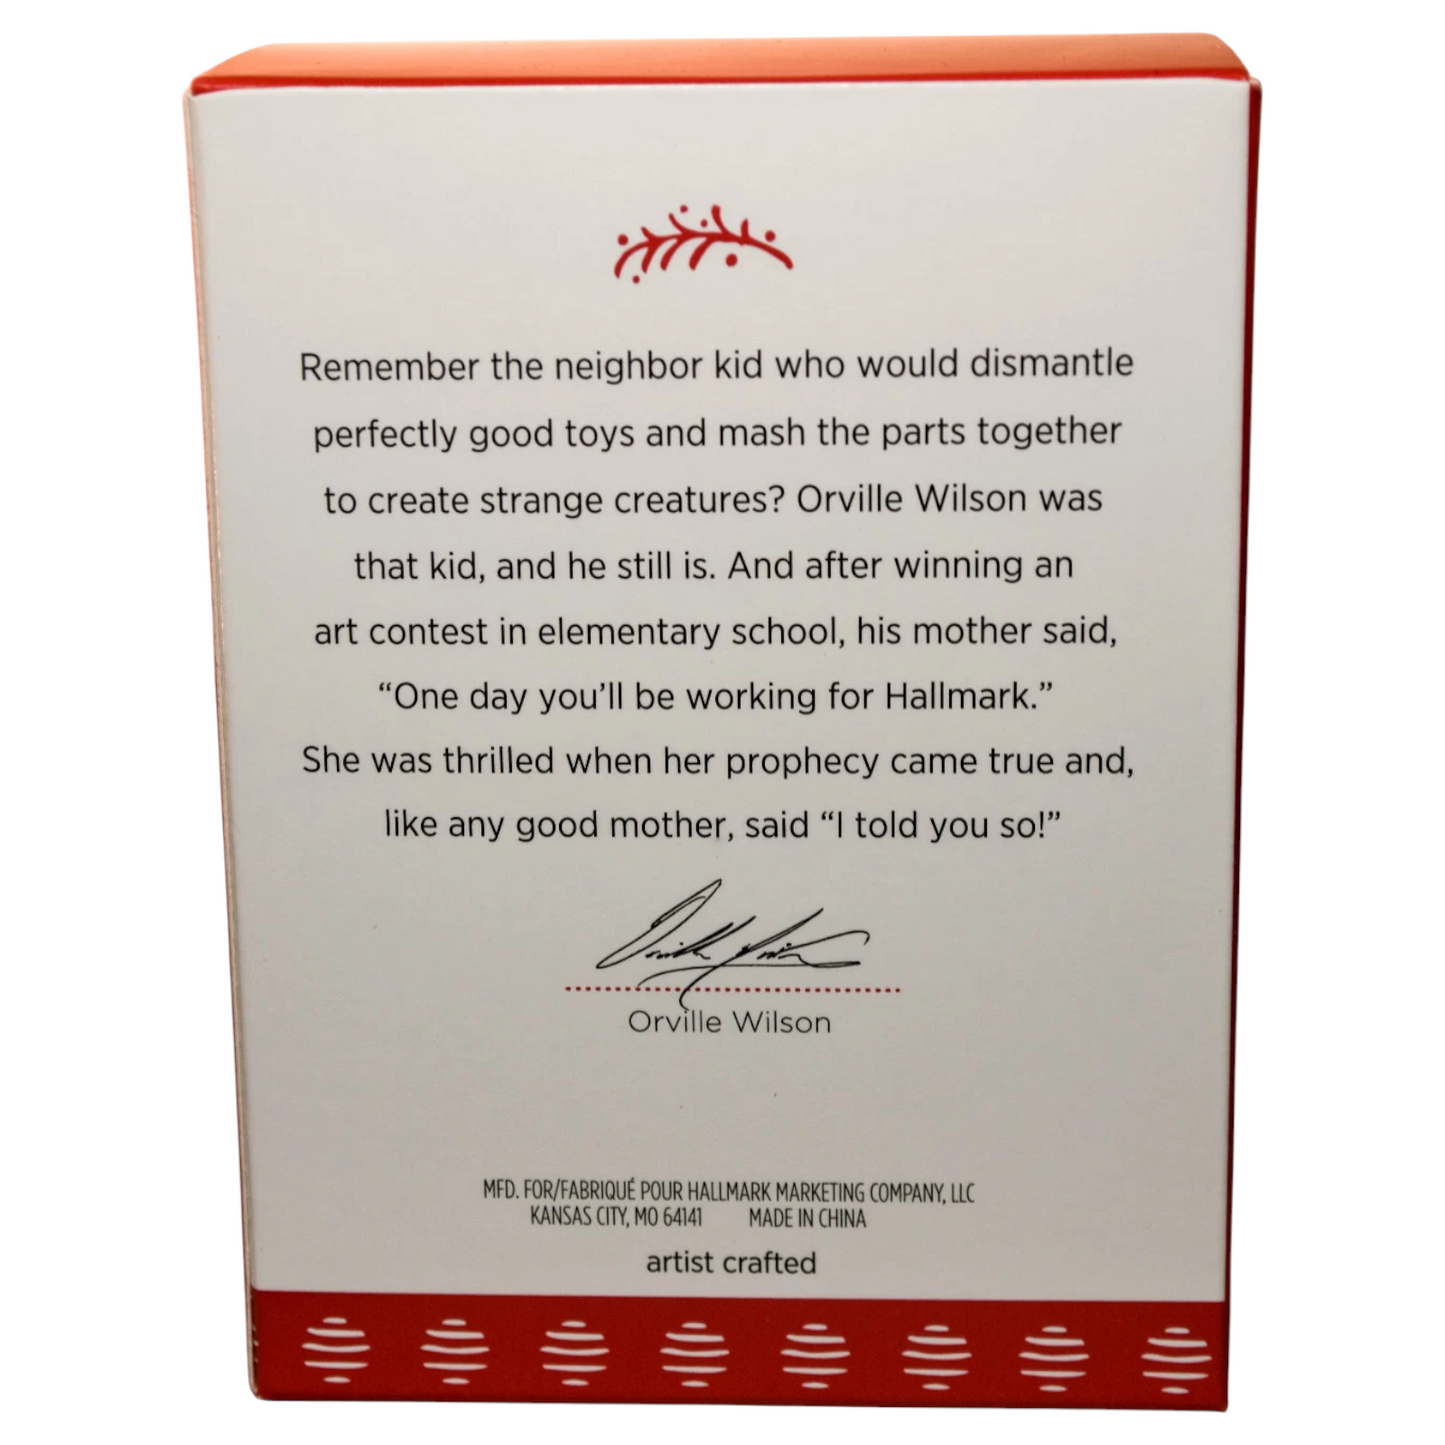 Remember the neighbor kid who would dismantle
perfectly good toys and mash the parts together
to create strange creatures? Orville Wilson was
that kid, and he still is. And after winning an
art contest in elementary school, his mother said,
“One day you’ll be working for Hallmark.”
She was thrilled when her prophecy came true and,
like any good mother, said “I told you so!”
Orville Wilson
Orville Wilson
MFD. FOR/FABRIQUÉ POUR HALLMARK MARKETING COMPANY, LLC
KANSAS CITY, MO 64141 MADE IN CHINA
artist crafted